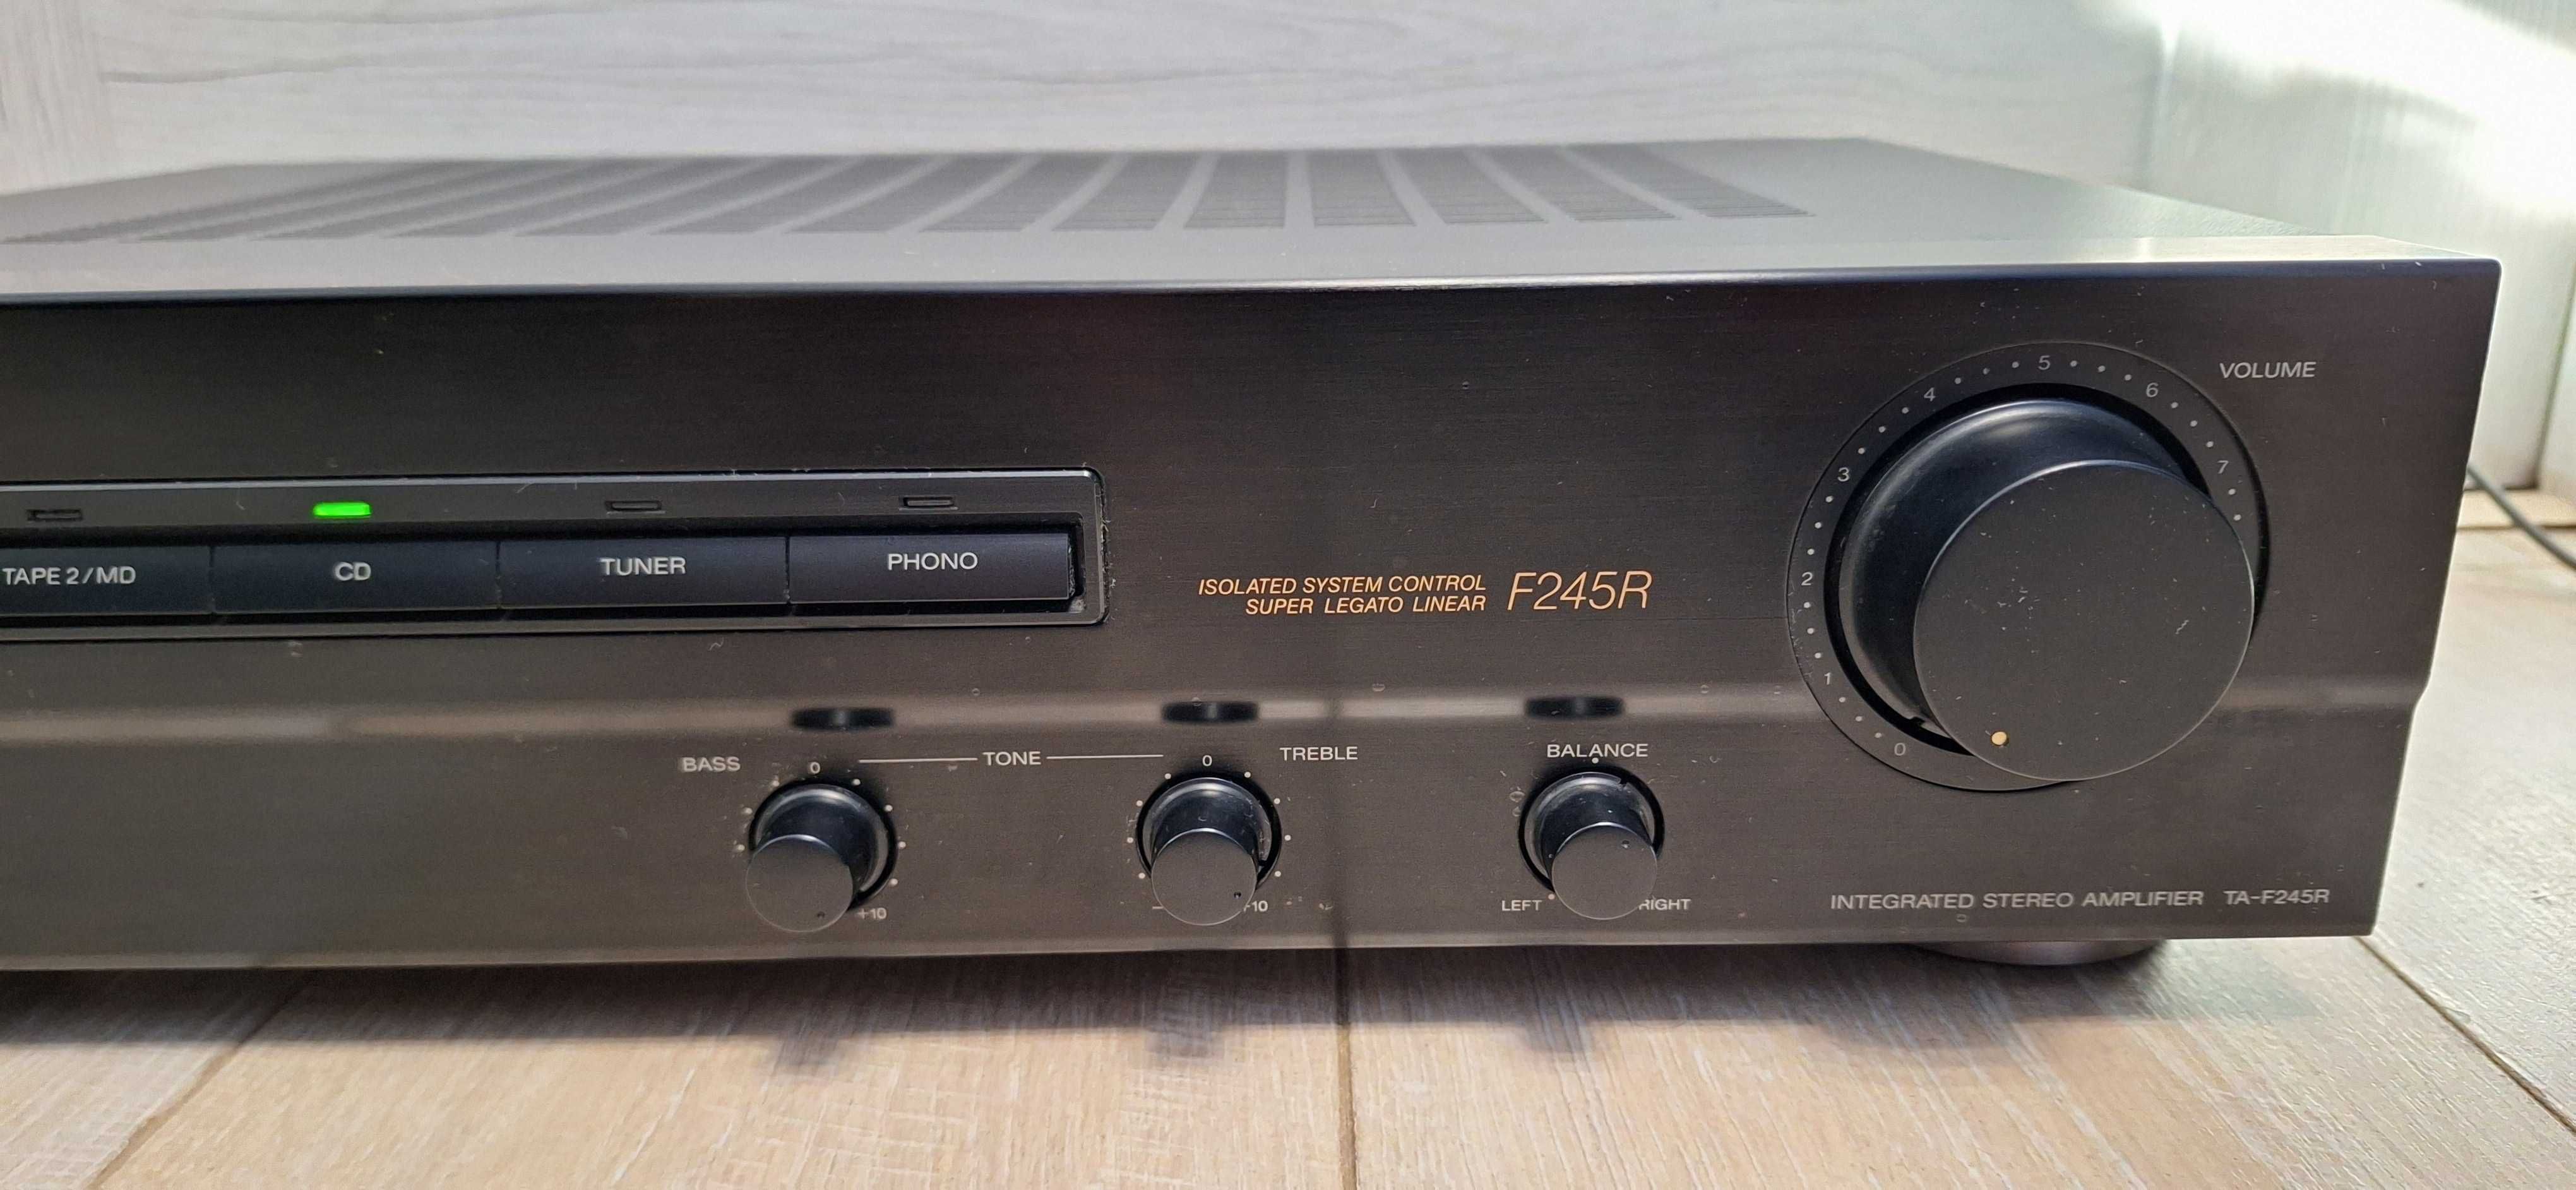 VOLUME
0 1 2 3 4 5 6 7
TAPE 2/MD
CD
TUNER
PHONO
ISOLATED SYSTEM CONTROL
SUPER LEGATO LINEAR
F245R
BASS
0
+10
TONE
0
TREBLE
+10
BALANCE
LEFT
RIGHT
INTEGRATED STEREO AMPLIFIER TA-F245R